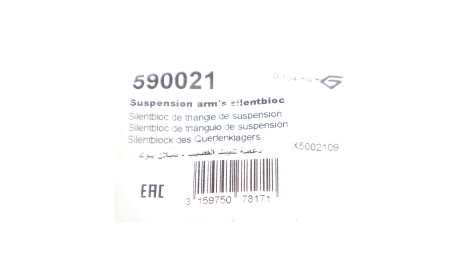 590021
Suspension arm's silentbloc
Silentbloc de triangle de suspension
Silentbloc de triángulo de suspensión
Silentblock des Querlenklagers
X5002109
EAC
3 159750 78171